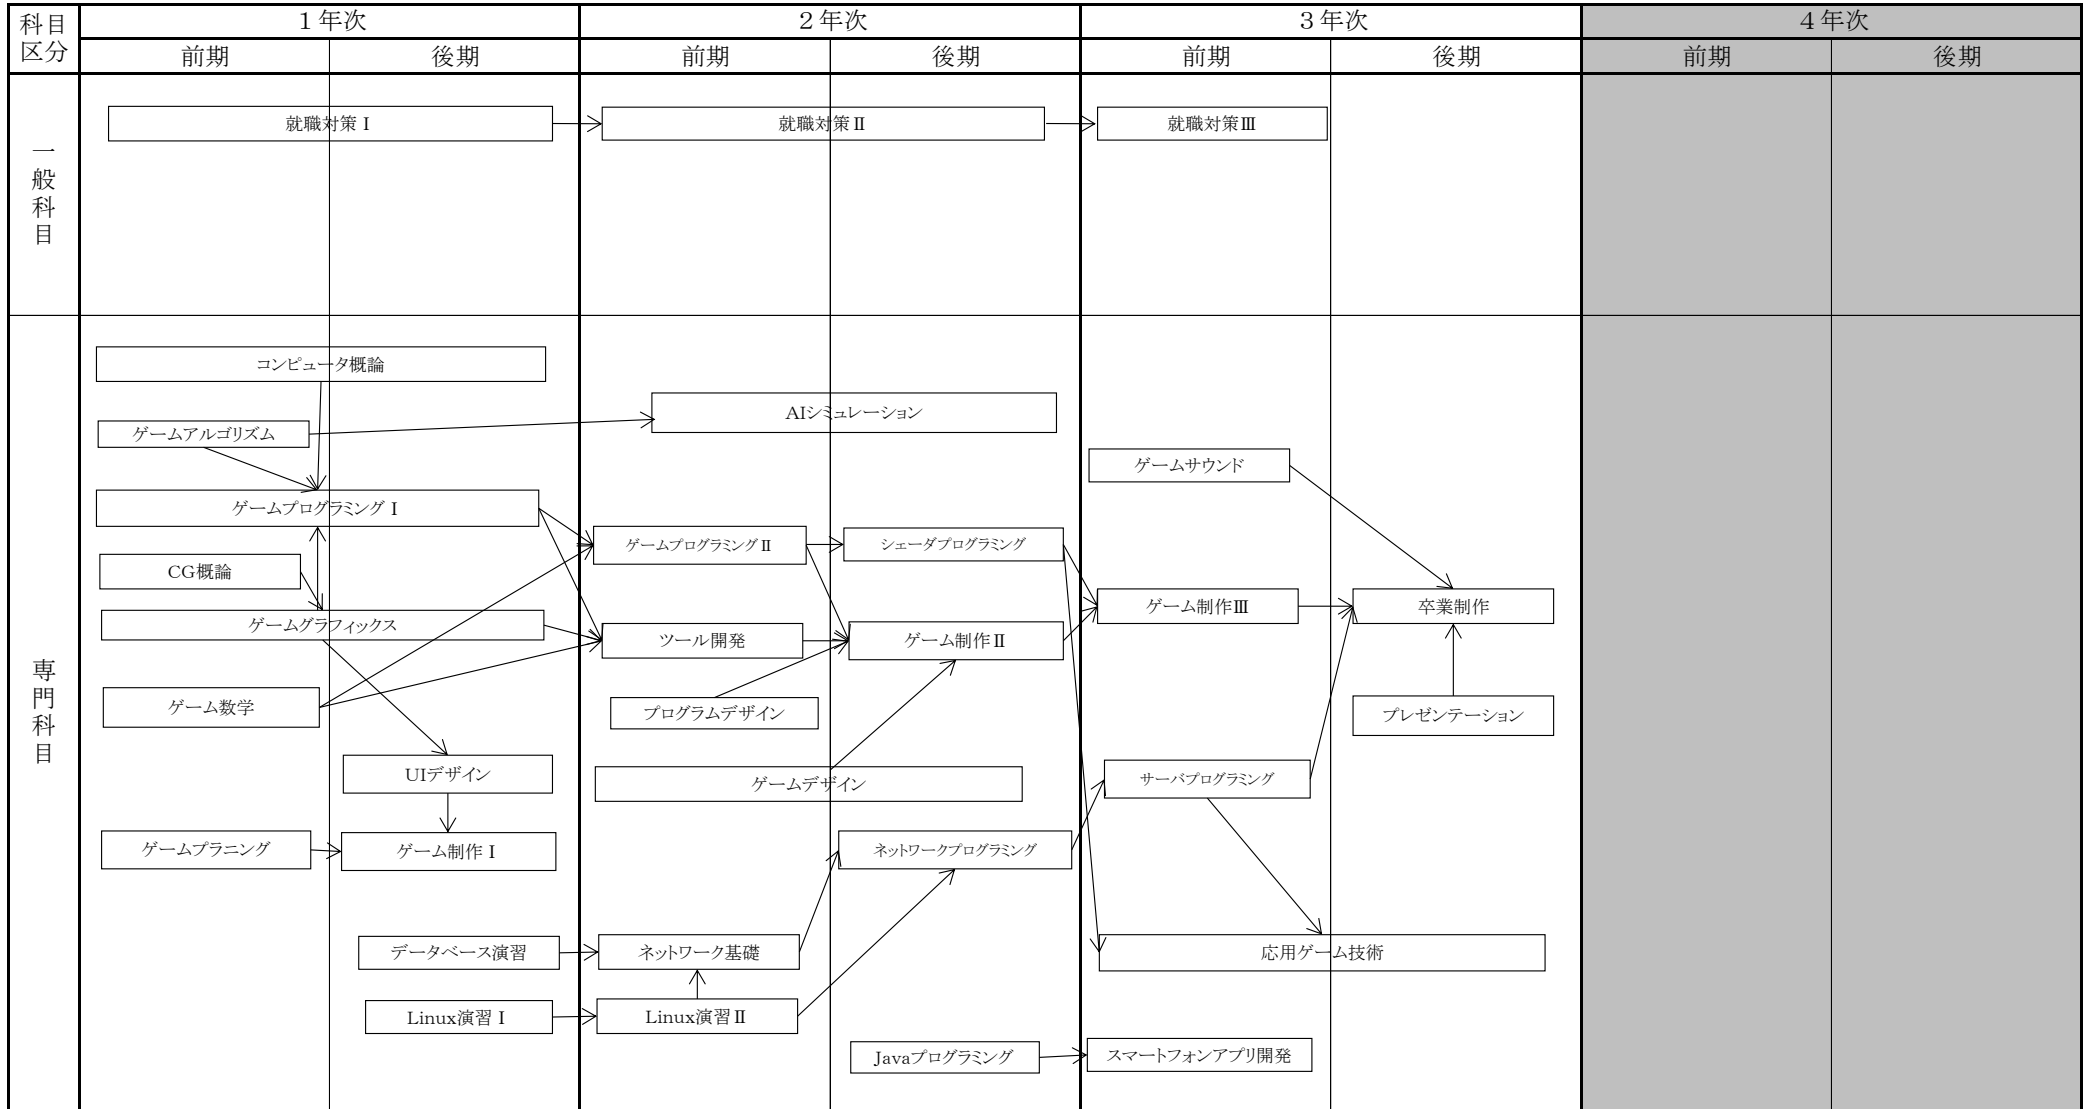 科目
区分
１年次
２年次
３年次
４年次
前期
後期
前期
後期
前期
後期
前期
後期
一般科目
就職対策Ⅰ
就職対策Ⅱ
就職対策Ⅲ
専門科目
コンピュータ概論
AIシミュレーション
ゲームアルゴリズム
ゲームサウンド
ゲームプログラミングⅠ
ゲームプログラミングⅡ
シェーダプログラミング
CG概論
ゲーム制作Ⅲ
卒業制作
ゲームグラフィックス
ツール開発
ゲーム制作Ⅱ
ゲーム数学
プログラムデザイン
プレゼンテーション
UIデザイン
ゲームデザイン
サーバプログラミング
ゲームプラニング
ゲーム制作Ⅰ
ネットワークプログラミング
データベース演習
ネットワーク基礎
応用ゲーム技術
Linux演習Ⅰ
Linux演習Ⅱ
Javaプログラミング
スマートフォンアプリ開発